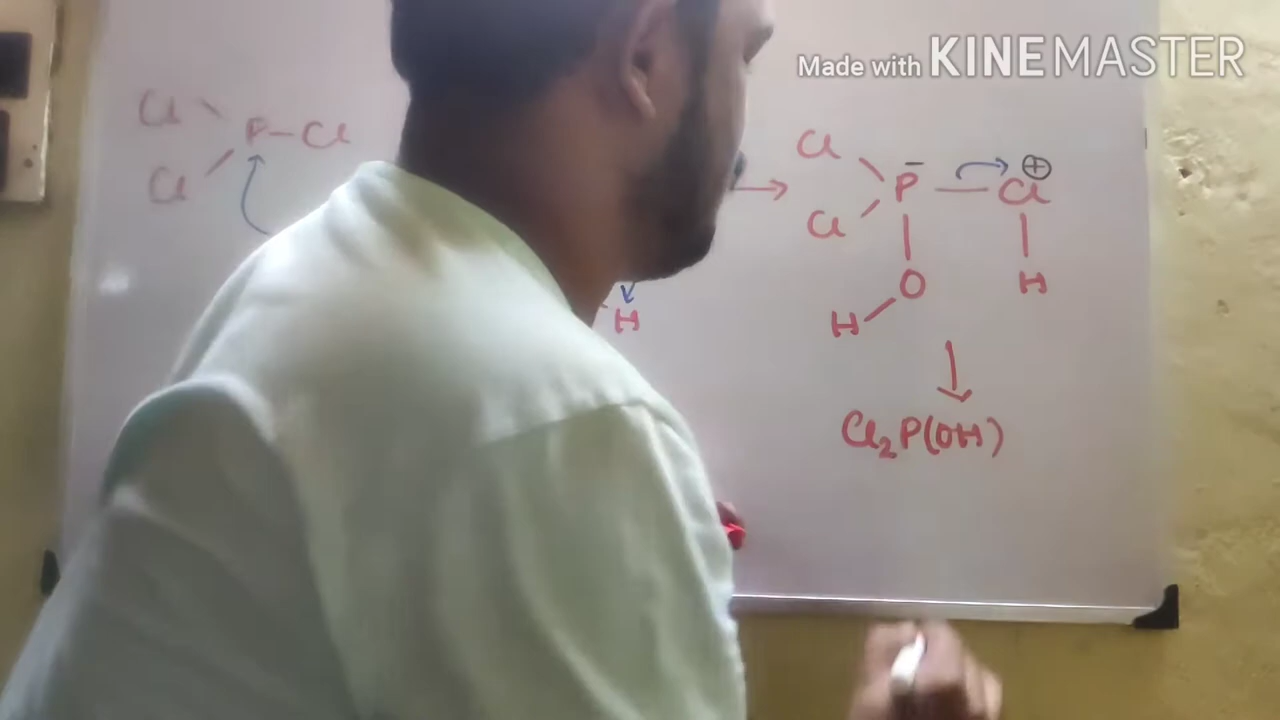 Made with KINEMASTER
Cl
P-Cl
Cl
H
Cl
P - Cl ⊕
Cl
H
O
H
Cl₂P(OH)